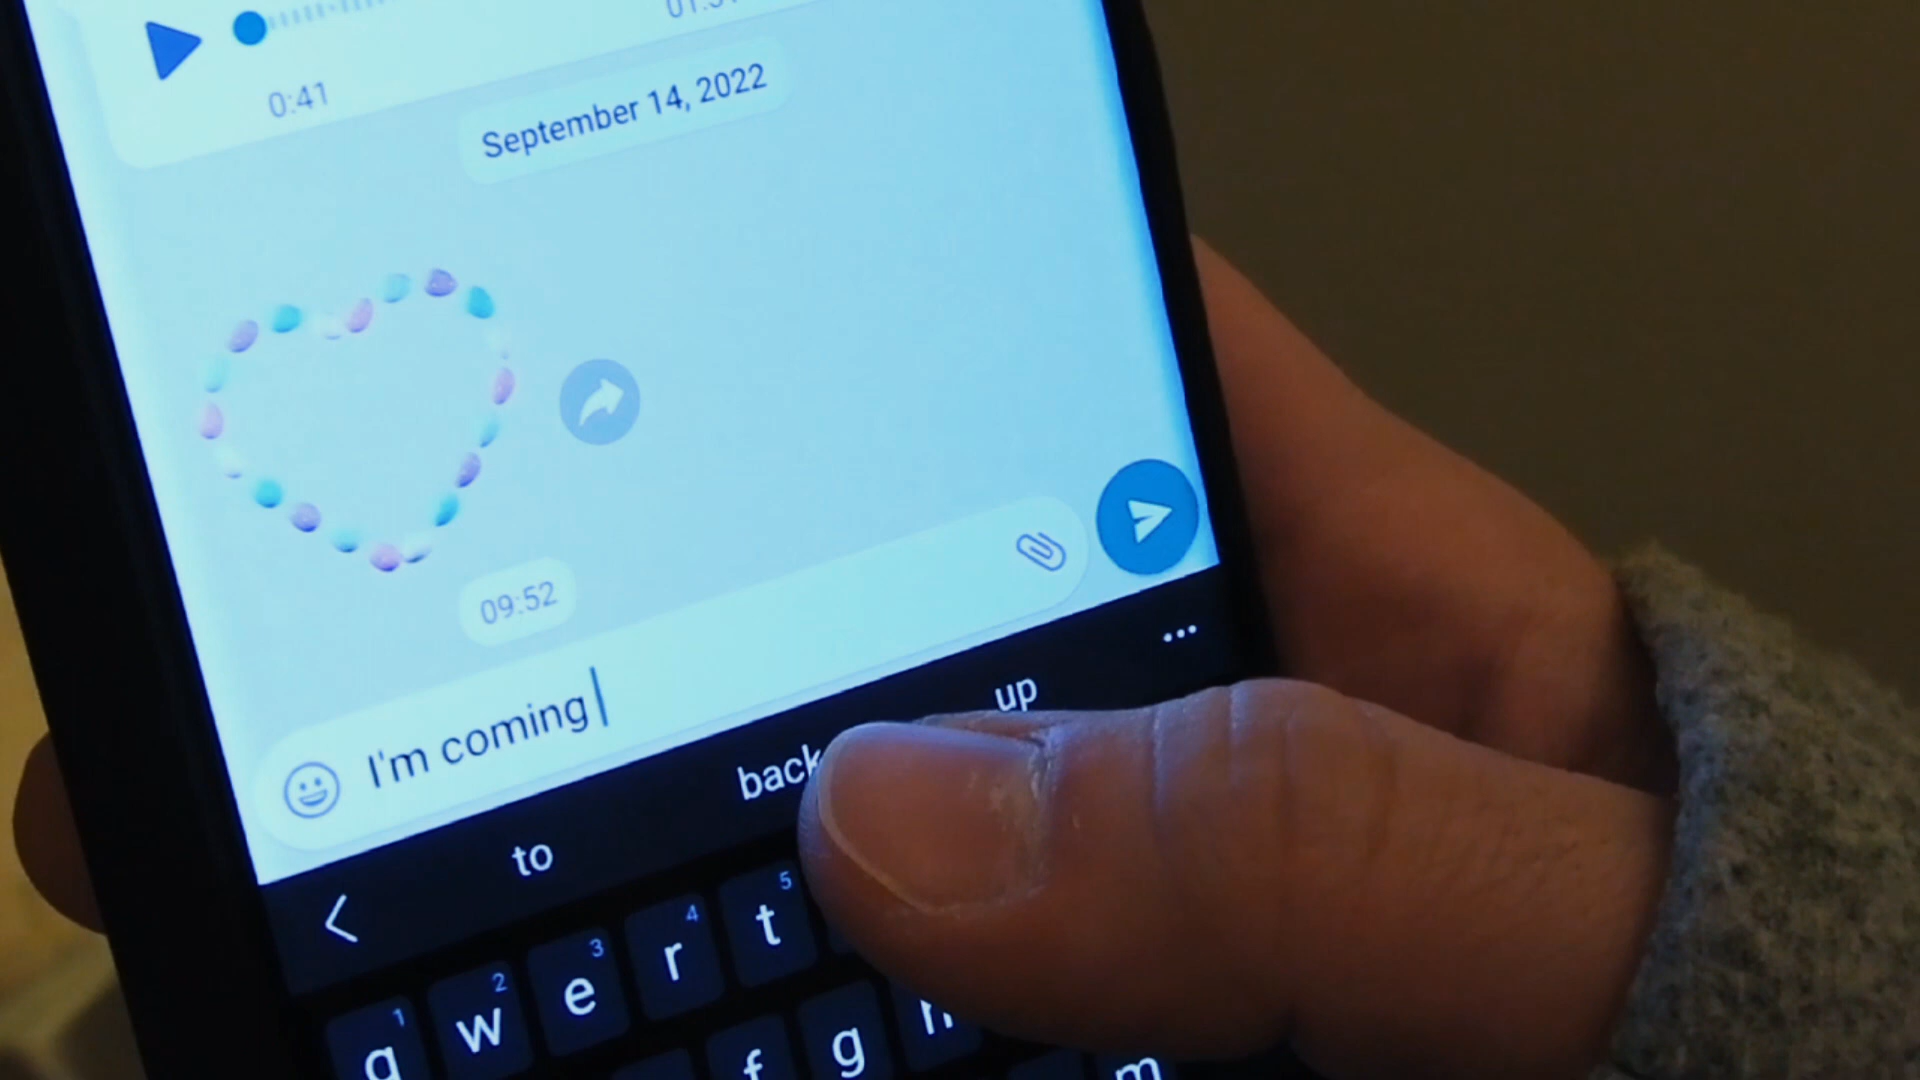 0:41
September 14, 2022
09:52
I'm coming
to back up
1 2 3 4 5
q w e r t
f g h
m